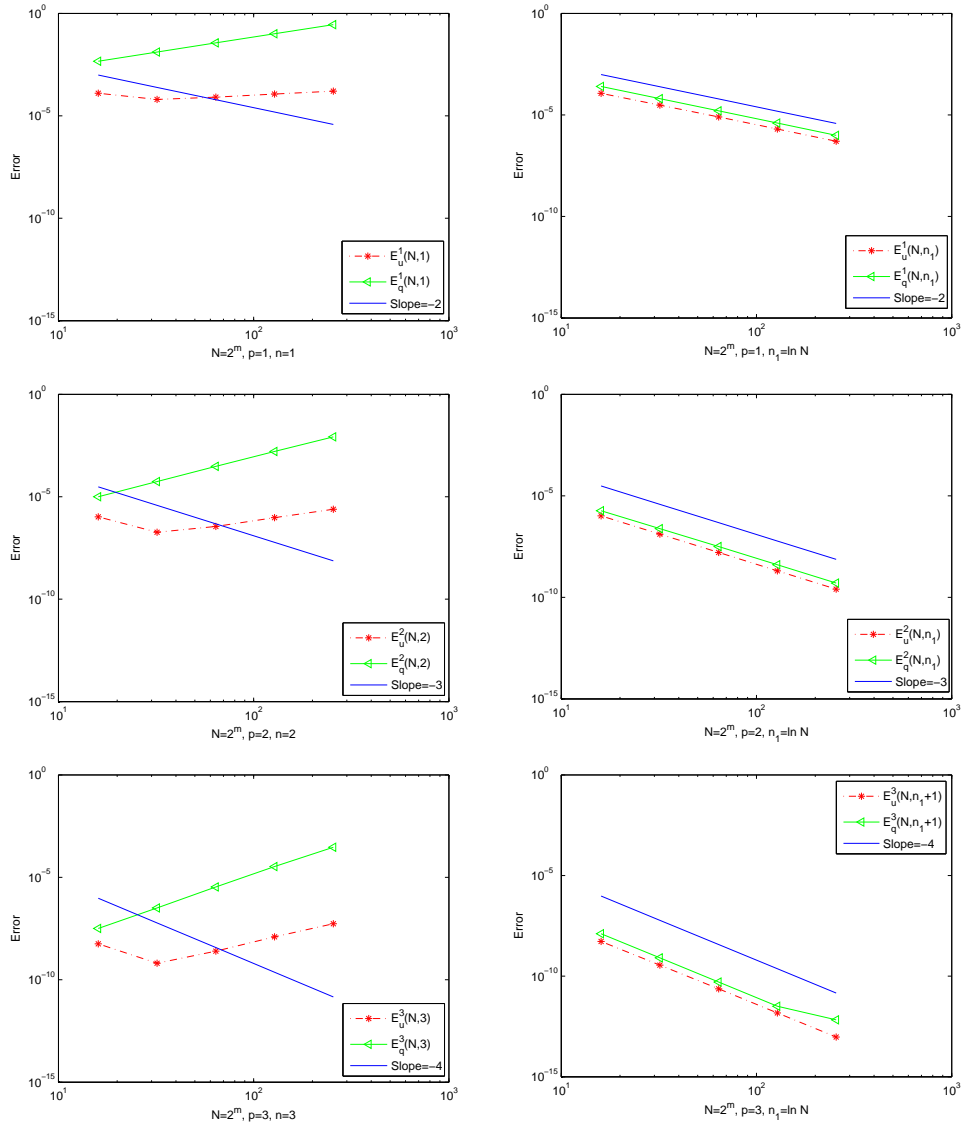 10^0
10^{-5}
10^{-10}
10^{-15}
Error
E_u^1(N,1)
E_q^1(N,1)
Slope=−2
10^1
10^2
10^3
N=2^m, p=1, n=1
10^0
10^{-5}
10^{-10}
10^{-15}
Error
E_u^1(N,n_1)
E_q^1(N,n_1)
Slope=−2
10^1
10^2
10^3
N=2^m, p=1, n_1=ln N
10^0
10^{-5}
10^{-10}
10^{-15}
Error
E_u^2(N,2)
E_q^2(N,2)
Slope=−3
10^1
10^2
10^3
N=2^m, p=2, n=2
10^0
10^{-5}
10^{-10}
10^{-15}
Error
E_u^2(N,n_1)
E_q^2(N,n_1)
Slope=−3
10^1
10^2
10^3
N=2^m, p=2, n_1=ln N
10^0
10^{-5}
10^{-10}
10^{-15}
Error
E_u^3(N,3)
E_q^3(N,3)
Slope=−4
10^1
10^2
10^3
N=2^m, p=3, n=3
10^0
10^{-5}
10^{-10}
10^{-15}
Error
E_u^3(N,n_1+1)
E_q^3(N,n_1+1)
Slope=−4
10^1
10^2
10^3
N=2^m, p=3, n_1=ln N